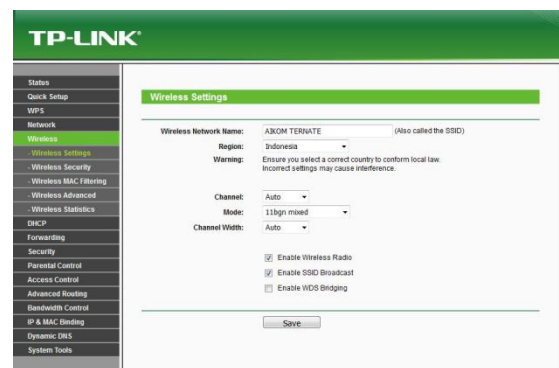 TP-LINK®
Status
Quick Setup
WPS
Network
Wireless
- Wireless Settings
- Wireless Security
- Wireless MAC Filtering
- Wireless Advanced
- Wireless Statistics
DHCP
Forwarding
Security
Parental Control
Access Control
Advanced Routing
Bandwidth Control
IP & MAC Binding
Dynamic DNS
System Tools
Wireless Settings
Wireless Network Name: AIKOM TERNATE (Also called the SSID)
Region: Indonesia
Warning: Ensure you select a correct country to conform local law.
Incorrect settings may cause interference.
Channel: Auto
Mode: 11bgn mixed
Channel Width: Auto
Enable Wireless Radio
Enable SSID Broadcast
Enable WDS Bridging
Save